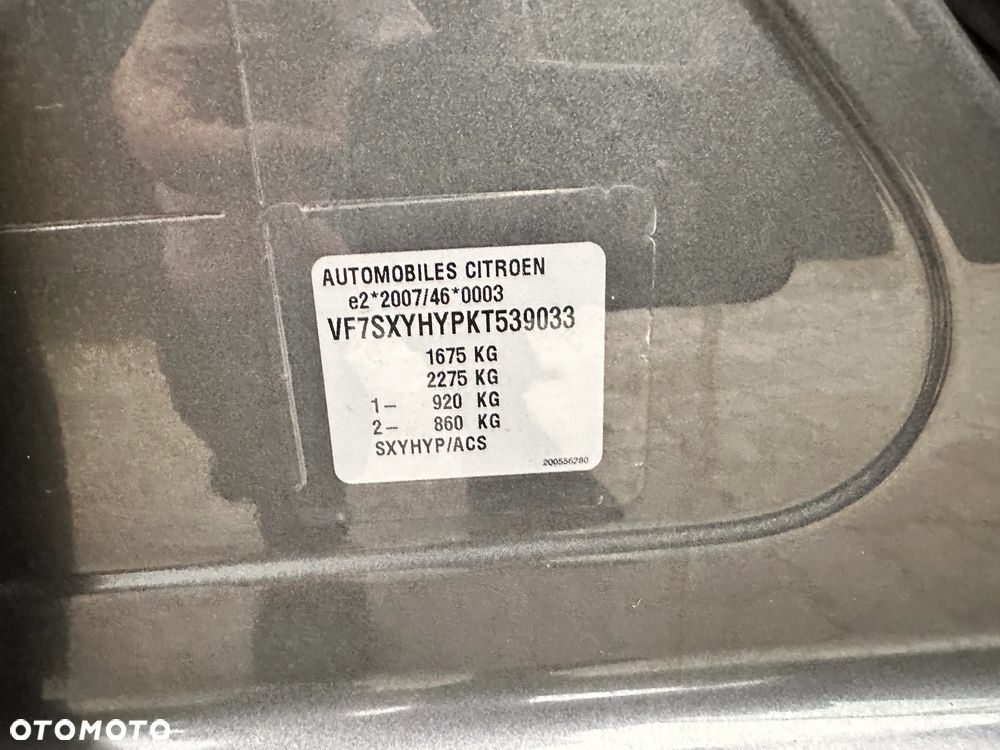 AUTOMOBILES CITROEN
e2*2007/46*0003
VF7SXYHYPKT539033
1675 KG
2275 KG
1- 920 KG
2- 860 KG
SXYHYP/ACS
200556280
OTOMOTO